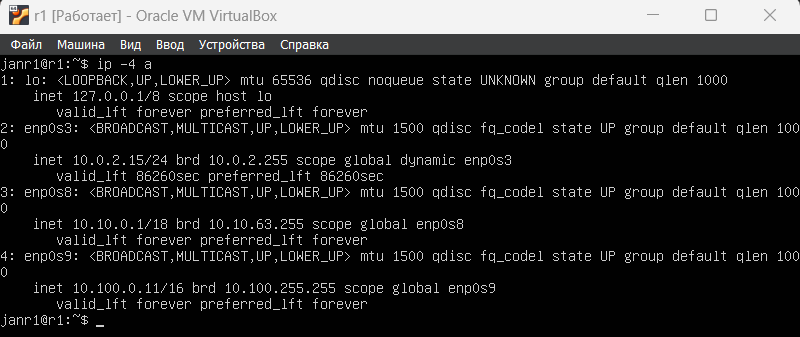 r1 [Работает] - Oracle VM VirtualBox
Файл Машина Вид Ввод Устройства Справка
janr1@r1:~$ ip -4 a
1: lo: <LOOPBACK,UP,LOWER_UP> mtu 65536 qdisc noqueue state UNKNOWN group default qlen 1000
    inet 127.0.0.1/8 scope host lo
       valid_lft forever preferred_lft forever
2: enp0s3: <BROADCAST,MULTICAST,UP,LOWER_UP> mtu 1500 qdisc fq_codel state UP group default qlen 100
0
    inet 10.0.2.15/24 brd 10.0.2.255 scope global dynamic enp0s3
       valid_lft 86260sec preferred_lft 86260sec
3: enp0s8: <BROADCAST,MULTICAST,UP,LOWER_UP> mtu 1500 qdisc fq_codel state UP group default qlen 100
0
    inet 10.10.0.1/18 brd 10.10.63.255 scope global enp0s8
       valid_lft forever preferred_lft forever
4: enp0s9: <BROADCAST,MULTICAST,UP,LOWER_UP> mtu 1500 qdisc fq_codel state UP group default qlen 100
0
    inet 10.100.0.11/16 brd 10.100.255.255 scope global enp0s9
       valid_lft forever preferred_lft forever
janr1@r1:~$ _